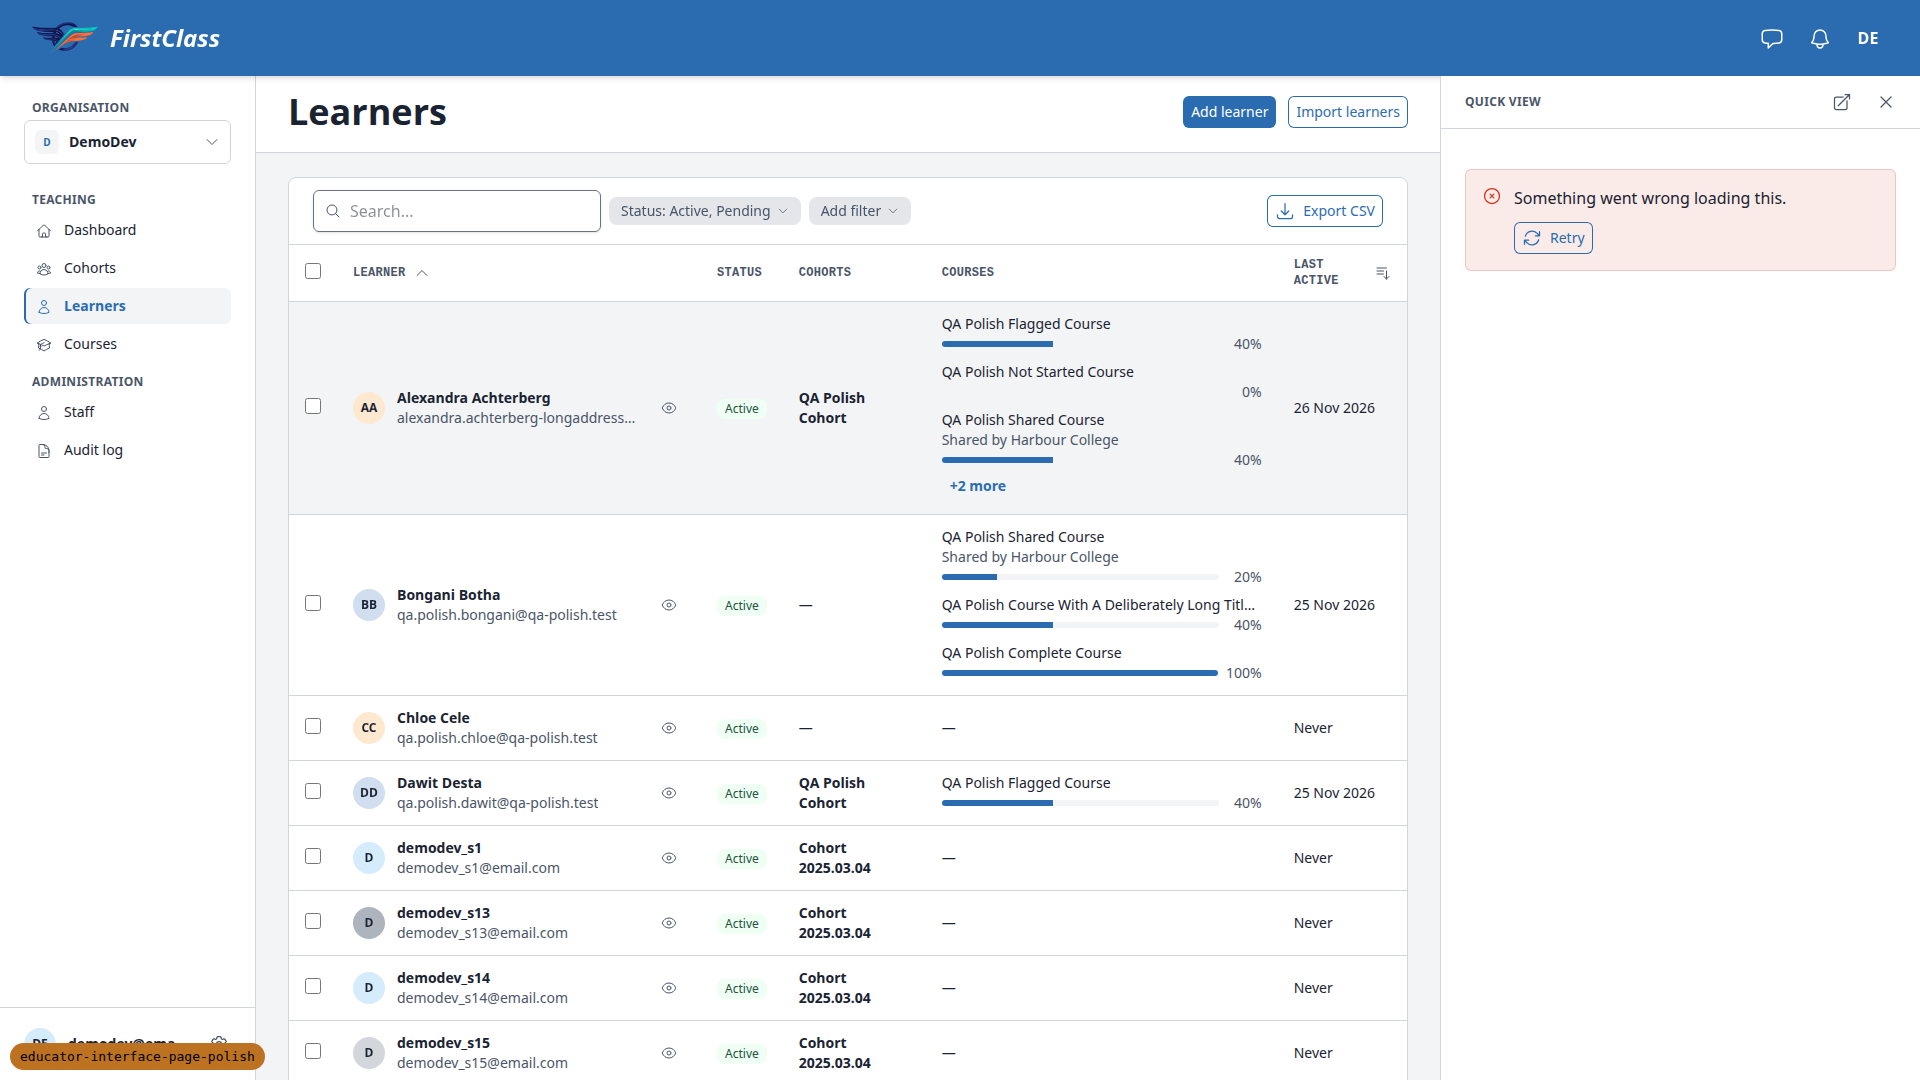 FirstClass
DE
ORGANISATION
D DemoDev
TEACHING
Dashboard
Cohorts
Learners
Courses
ADMINISTRATION
Staff
Audit log
educator-interface-page-polish
Learners
Add learner
Import learners
Search...
Status: Active, Pending
Add filter
Export CSV
LEARNER
STATUS
COHORTS
COURSES
LAST
ACTIVE
AA
Alexandra Achterberg
alexandra.achterberg-longaddress...
Active
QA Polish
Cohort
QA Polish Flagged Course
40%
QA Polish Not Started Course
0%
QA Polish Shared Course
Shared by Harbour College
40%
+2 more
26 Nov 2026
BB
Bongani Botha
qa.polish.bongani@qa-polish.test
Active
—
QA Polish Shared Course
Shared by Harbour College
20%
QA Polish Course With A Deliberately Long Titl...
40%
QA Polish Complete Course
100%
25 Nov 2026
CC
Chloe Cele
qa.polish.chloe@qa-polish.test
Active
—
—
Never
DD
Dawit Desta
qa.polish.dawit@qa-polish.test
Active
QA Polish
Cohort
QA Polish Flagged Course
40%
25 Nov 2026
D
demodev_s1
demodev_s1@email.com
Active
Cohort
2025.03.04
—
Never
D
demodev_s13
demodev_s13@email.com
Active
Cohort
2025.03.04
—
Never
D
demodev_s14
demodev_s14@email.com
Active
Cohort
2025.03.04
—
Never
D
demodev_s15
demodev_s15@email.com
Active
Cohort
2025.03.04
—
Never
QUICK VIEW
Something went wrong loading this.
Retry